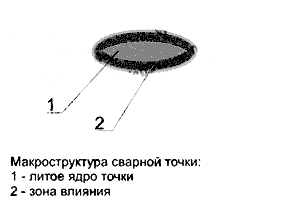 1
2
Макроструктура сварной точки:
1 - литое ядро точки
2 - зона влияния